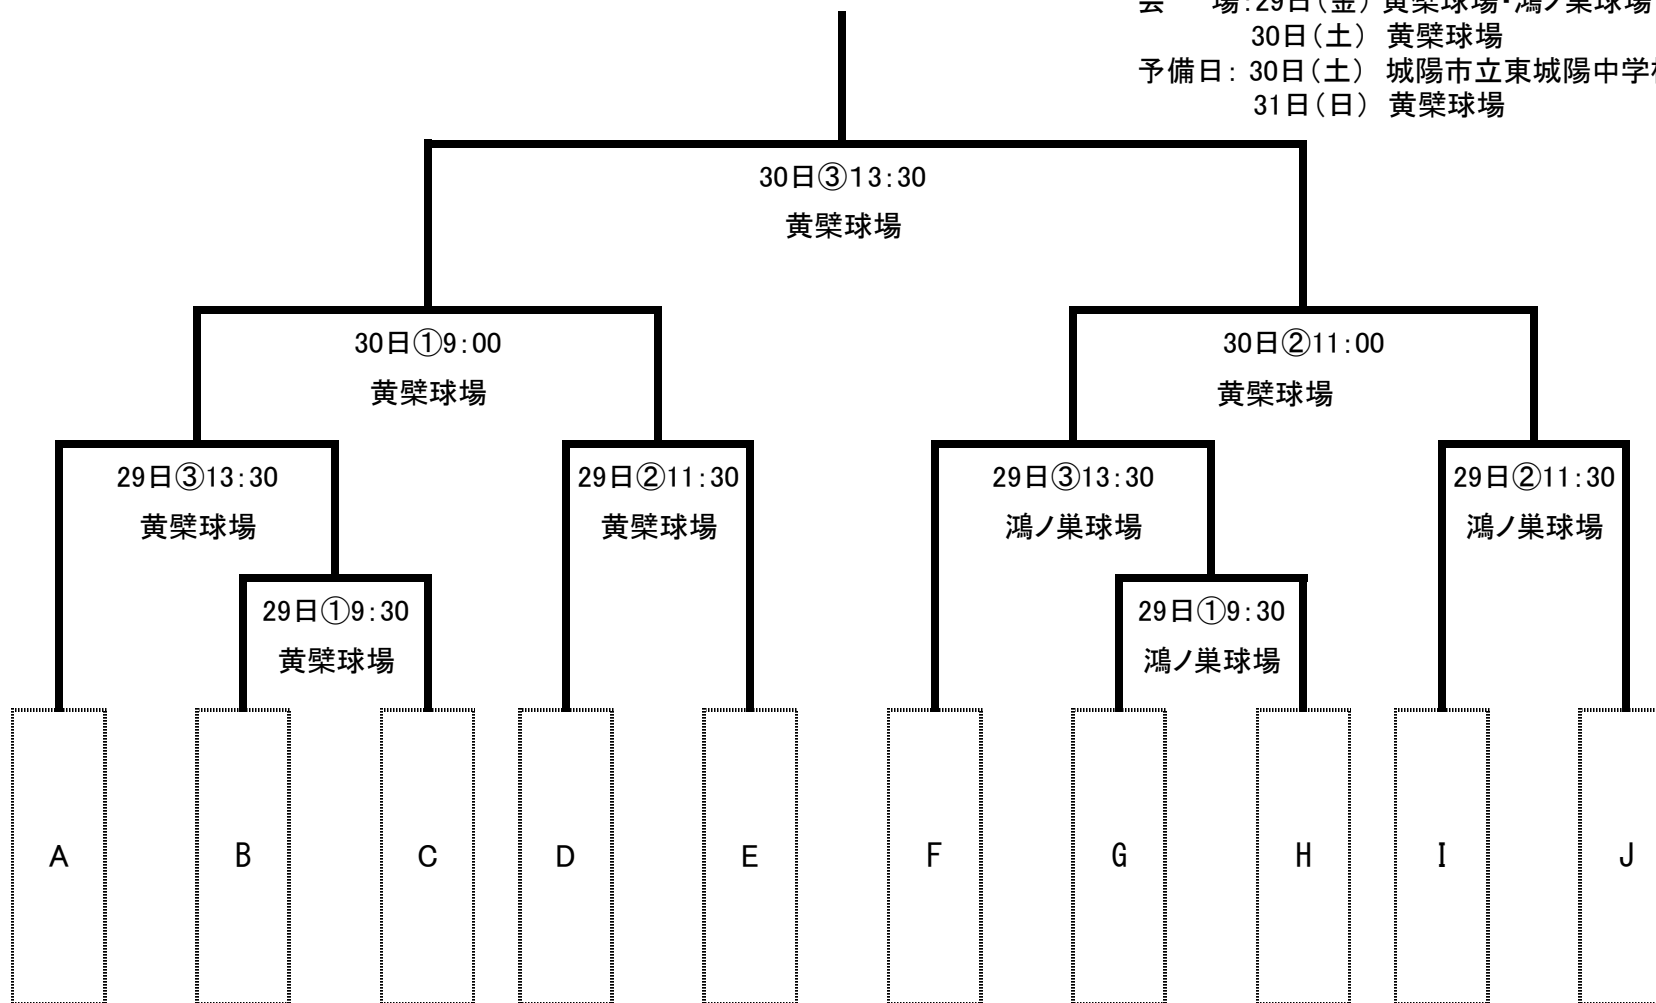 会　場：29日（金） 黄檗球場・鴻ノ巣球場
30日（土） 黄檗球場
予備日： 30日（土） 城陽市立東城陽中学校
31日（日） 黄檗球場
30日③13:30
黄檗球場
30日①9:00
黄檗球場
30日②11:00
黄檗球場
29日③13:30
黄檗球場
29日②11:30
黄檗球場
29日③13:30
鴻ノ巣球場
29日②11:30
鴻ノ巣球場
29日①9:30
黄檗球場
29日①9:30
鴻ノ巣球場
A B C D E F G H I J